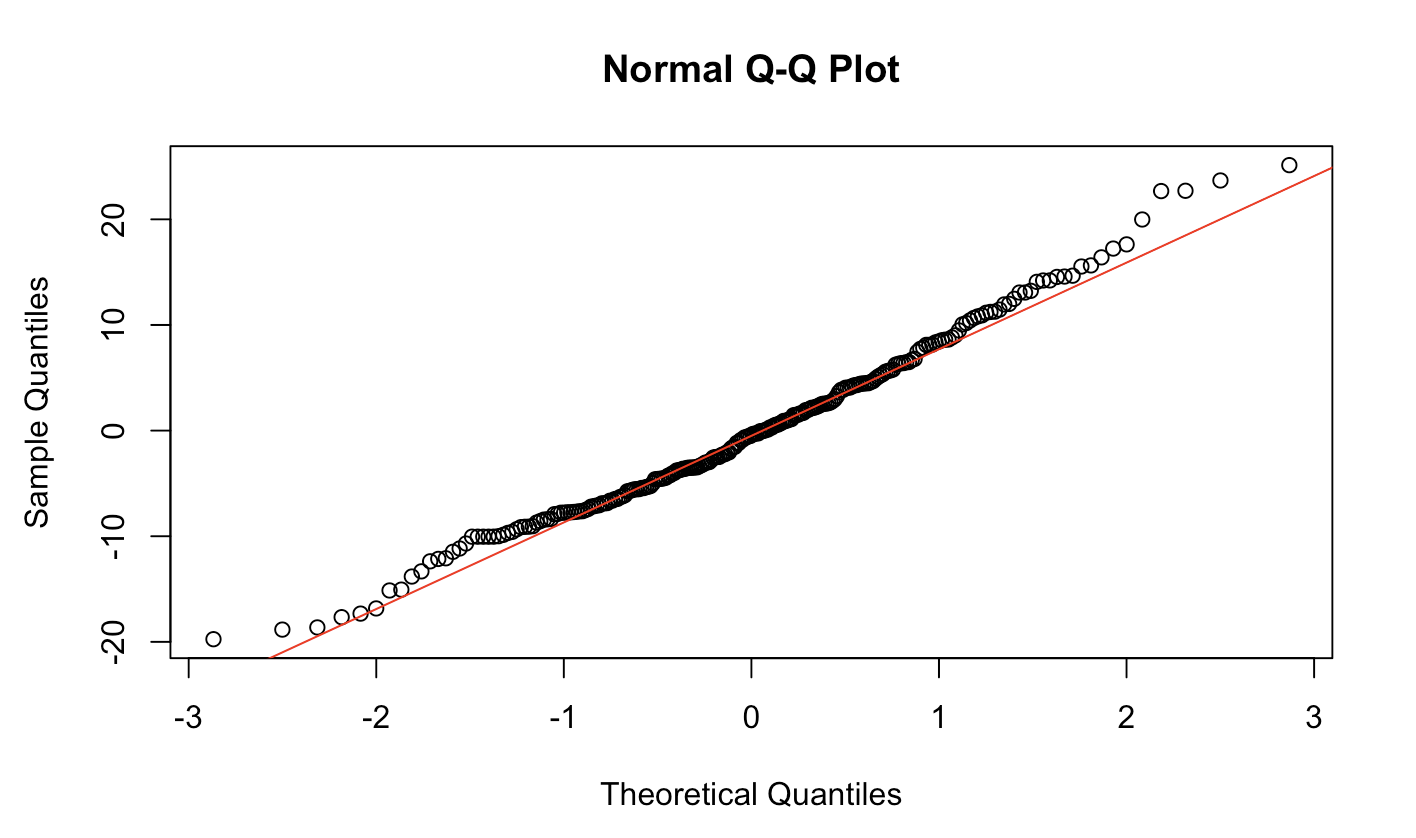 Normal Q-Q Plot
Sample Quantiles
20
10
0
-10
-20
-3 -2 -1 0 1 2 3
Theoretical Quantiles